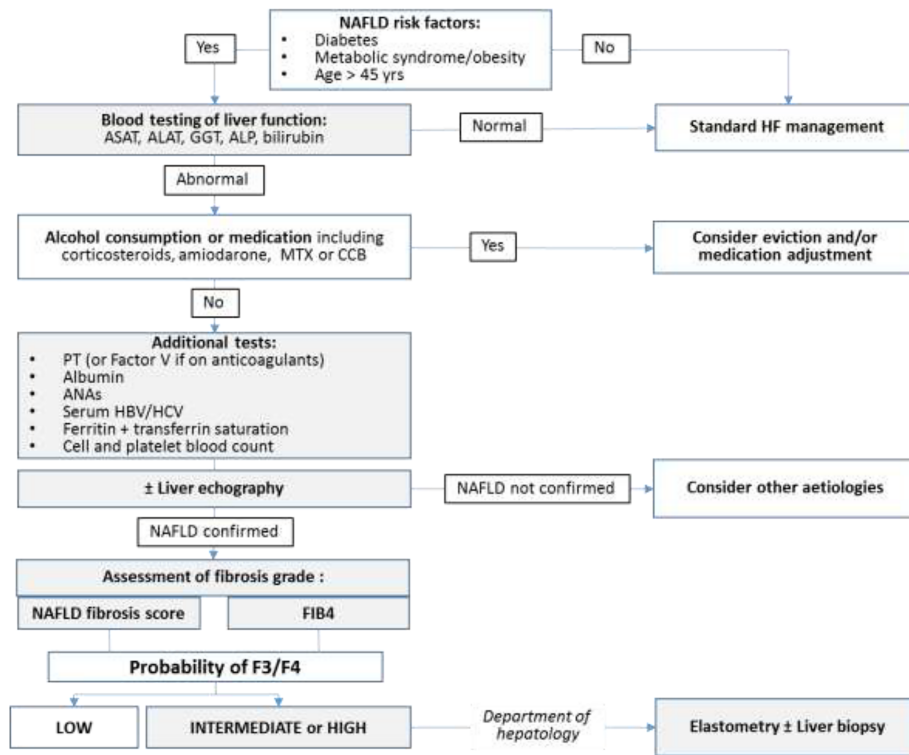 NAFLD risk factors:
• Diabetes
• Metabolic syndrome/obesity
• Age > 45 yrs
Yes
No
Blood testing of liver function:
ASAT, ALAT, GGT, ALP, bilirubin
Normal
Standard HF management
Abnormal
Alcohol consumption or medication including
corticosteroids, amiodarone, MTX or CCB
Yes
Consider eviction and/or
medication adjustment
No
Additional tests:
• PT (or Factor V if on anticoagulants)
• Albumin
• ANAs
• Serum HBV/HCV
• Ferritin + transferrin saturation
• Cell and platelet blood count
± Liver echography
NAFLD not confirmed
Consider other aetiologies
NAFLD confirmed
Assessment of fibrosis grade :
NAFLD fibrosis score
FIB4
Probability of F3/F4
LOW
INTERMEDIATE or HIGH
Department of
hepatology
Elastometry ± Liver biopsy